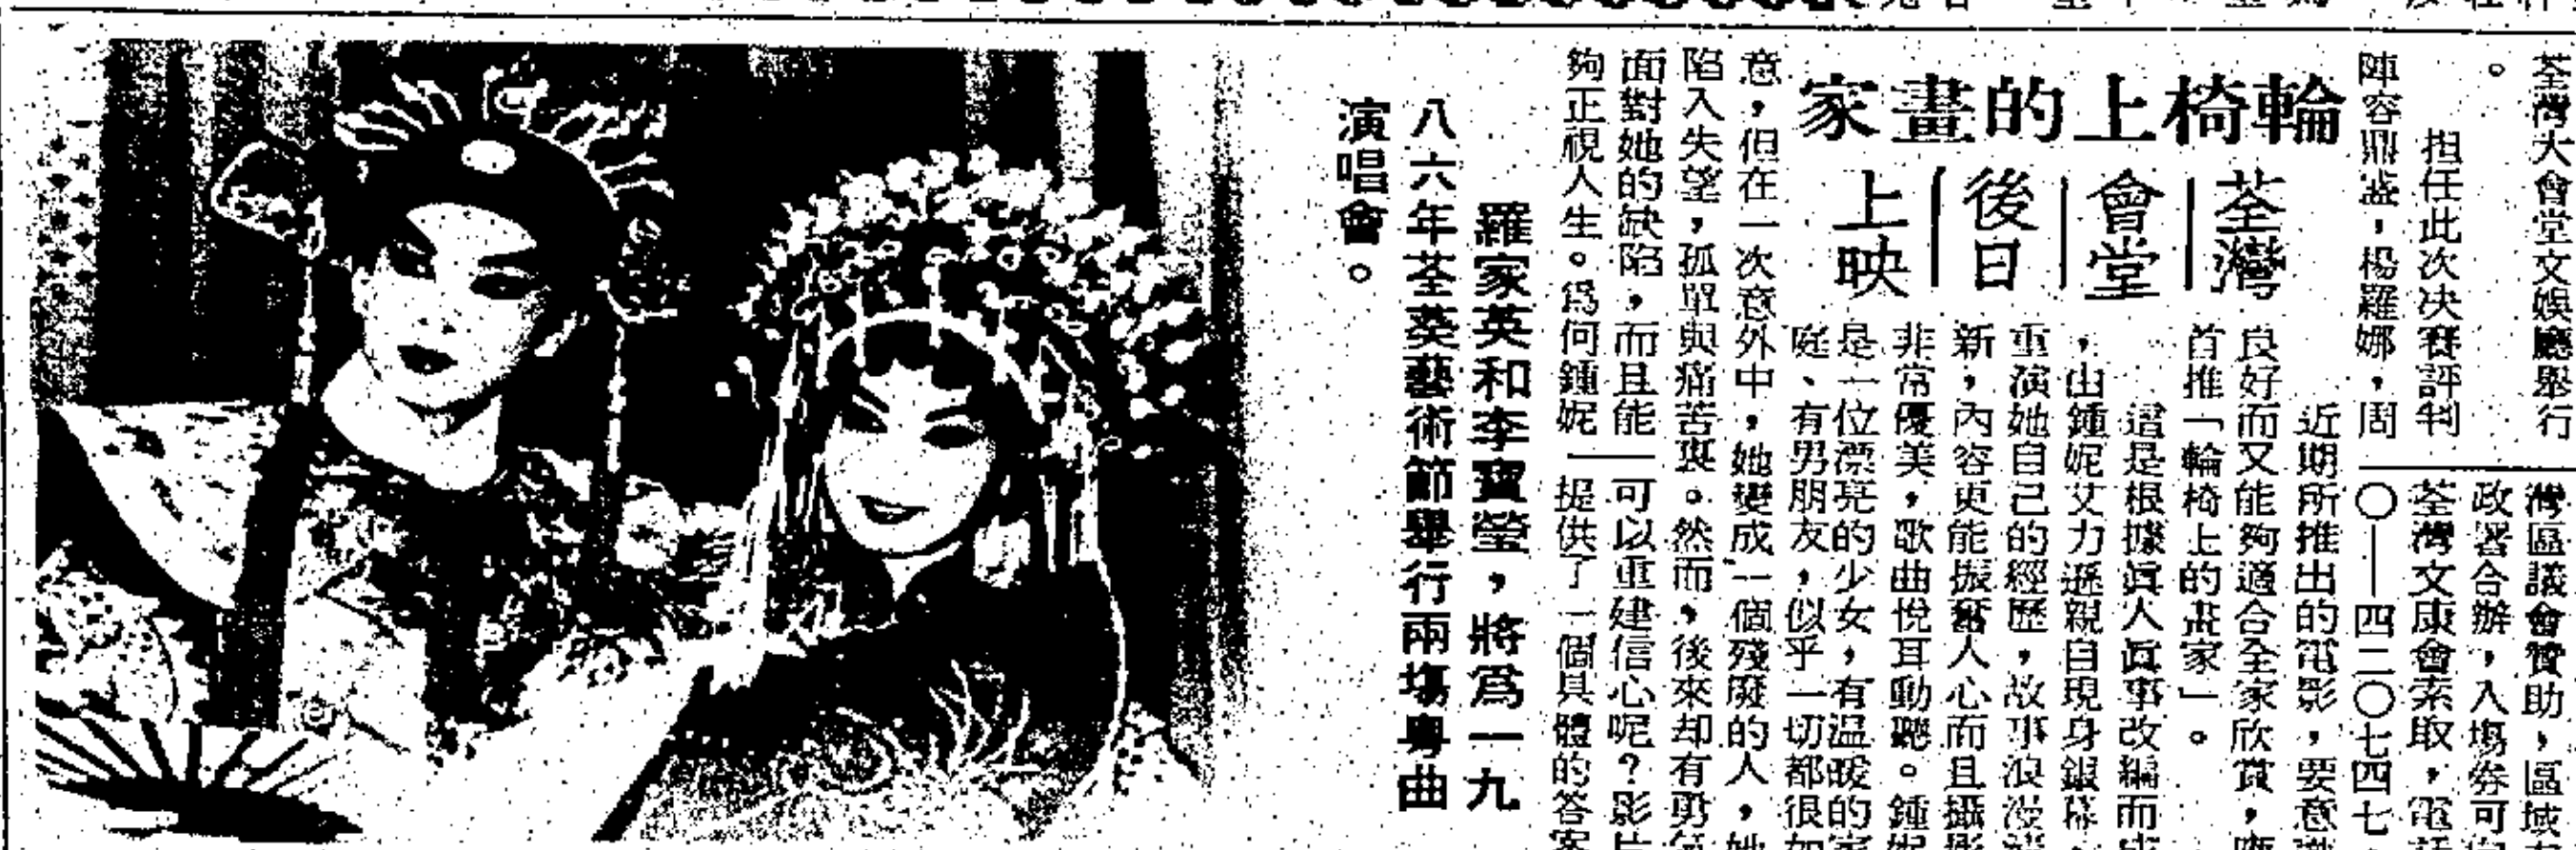 荃灣大會堂文娛廳舉行
。
担任此次决賽評判
陣容鼎盛，楊羅娜，周
灣區議會贊助，區域
政署合辦，入場劵可
荃灣文康會索取，電話
〇——四二〇七四七
輪椅上的畫家
荃灣
會堂
後日
上映
近期所推出的電影，要意
良好而又能夠適合全家欣賞，應
首推「輪椅上的畫家」。
這是根據眞人眞事改編而成
，由鍾妮艾力遜親自現身銀幕，
重演她自己的經歷，故事浪漫清
新，內容更能振奮人心而且攝影
非常優美，歌曲悅耳動聽。鍾妮
是一位漂亮的少女，有温暖的家
庭、有男朋友，似乎一切都很如
意，但在一次意外中，她變成一個殘廢的人，她
陷入失望，孤單與痛苦裏。然而，後來却有勇氣
面對她的缺陷，而且能
夠正視人生。爲何鍾妮
可以重建信心呢？影片
提供了一個具體的答案
羅家英和李寶瑩，將爲一九
八六年荃葵藝術節舉行兩場粤曲
演唱會。